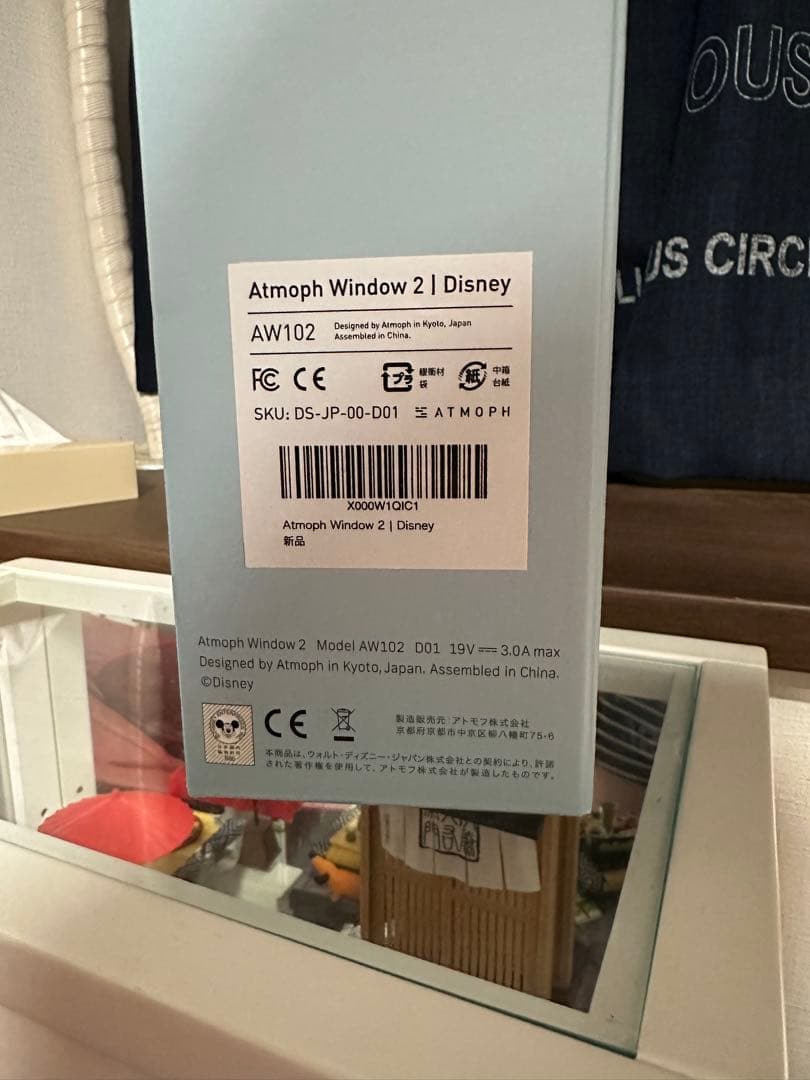 OUS
US CIRC
Atmoph Window 2 | Disney
AW102
Designed by Atmoph in Kyoto, Japan
Assembled in China.
FC CE
プラ 緩衝材
袋
紙 中箱
台紙
SKU: DS-JP-00-D01 ATMOPH
X000W1QIC1
Atmoph Window 2 | Disney
新品
Atmoph Window 2 Model AW102 D01 19V⎓3.0A max
Designed by Atmoph in Kyoto, Japan. Assembled in China.
©Disney
CE
製造販売元:アトモフ株式会社
京都府京都市中京区柳八幡町75-6
本商品は、ウォルト・ディズニー・ジャパン株式会社との契約により、許諾
された著作権を使用して、アトモフ株式会社が製造したものです。